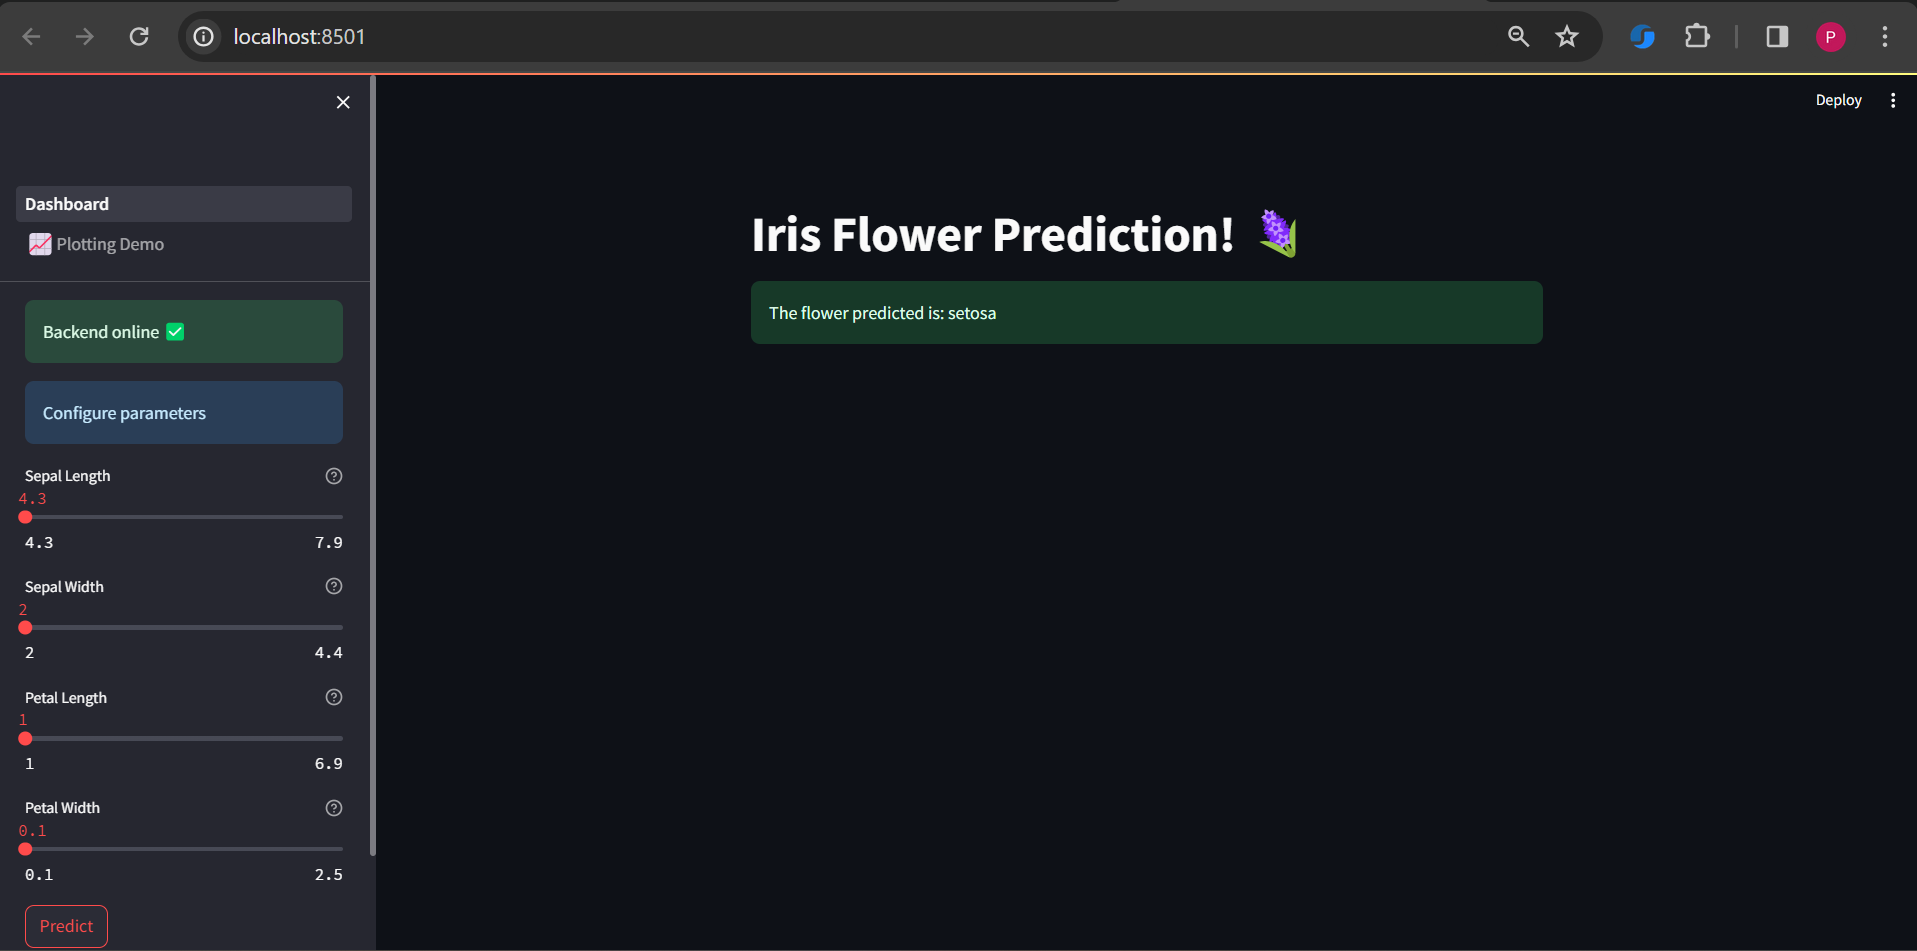 localhost:8501
P
Deploy
Dashboard
Plotting Demo
Backend online ✅
Configure parameters
Sepal Length
4.3
4.3 7.9
Sepal Width
2
2 4.4
Petal Length
1
1 6.9
Petal Width
0.1
0.1 2.5
Predict
Iris Flower Prediction!
The flower predicted is: setosa